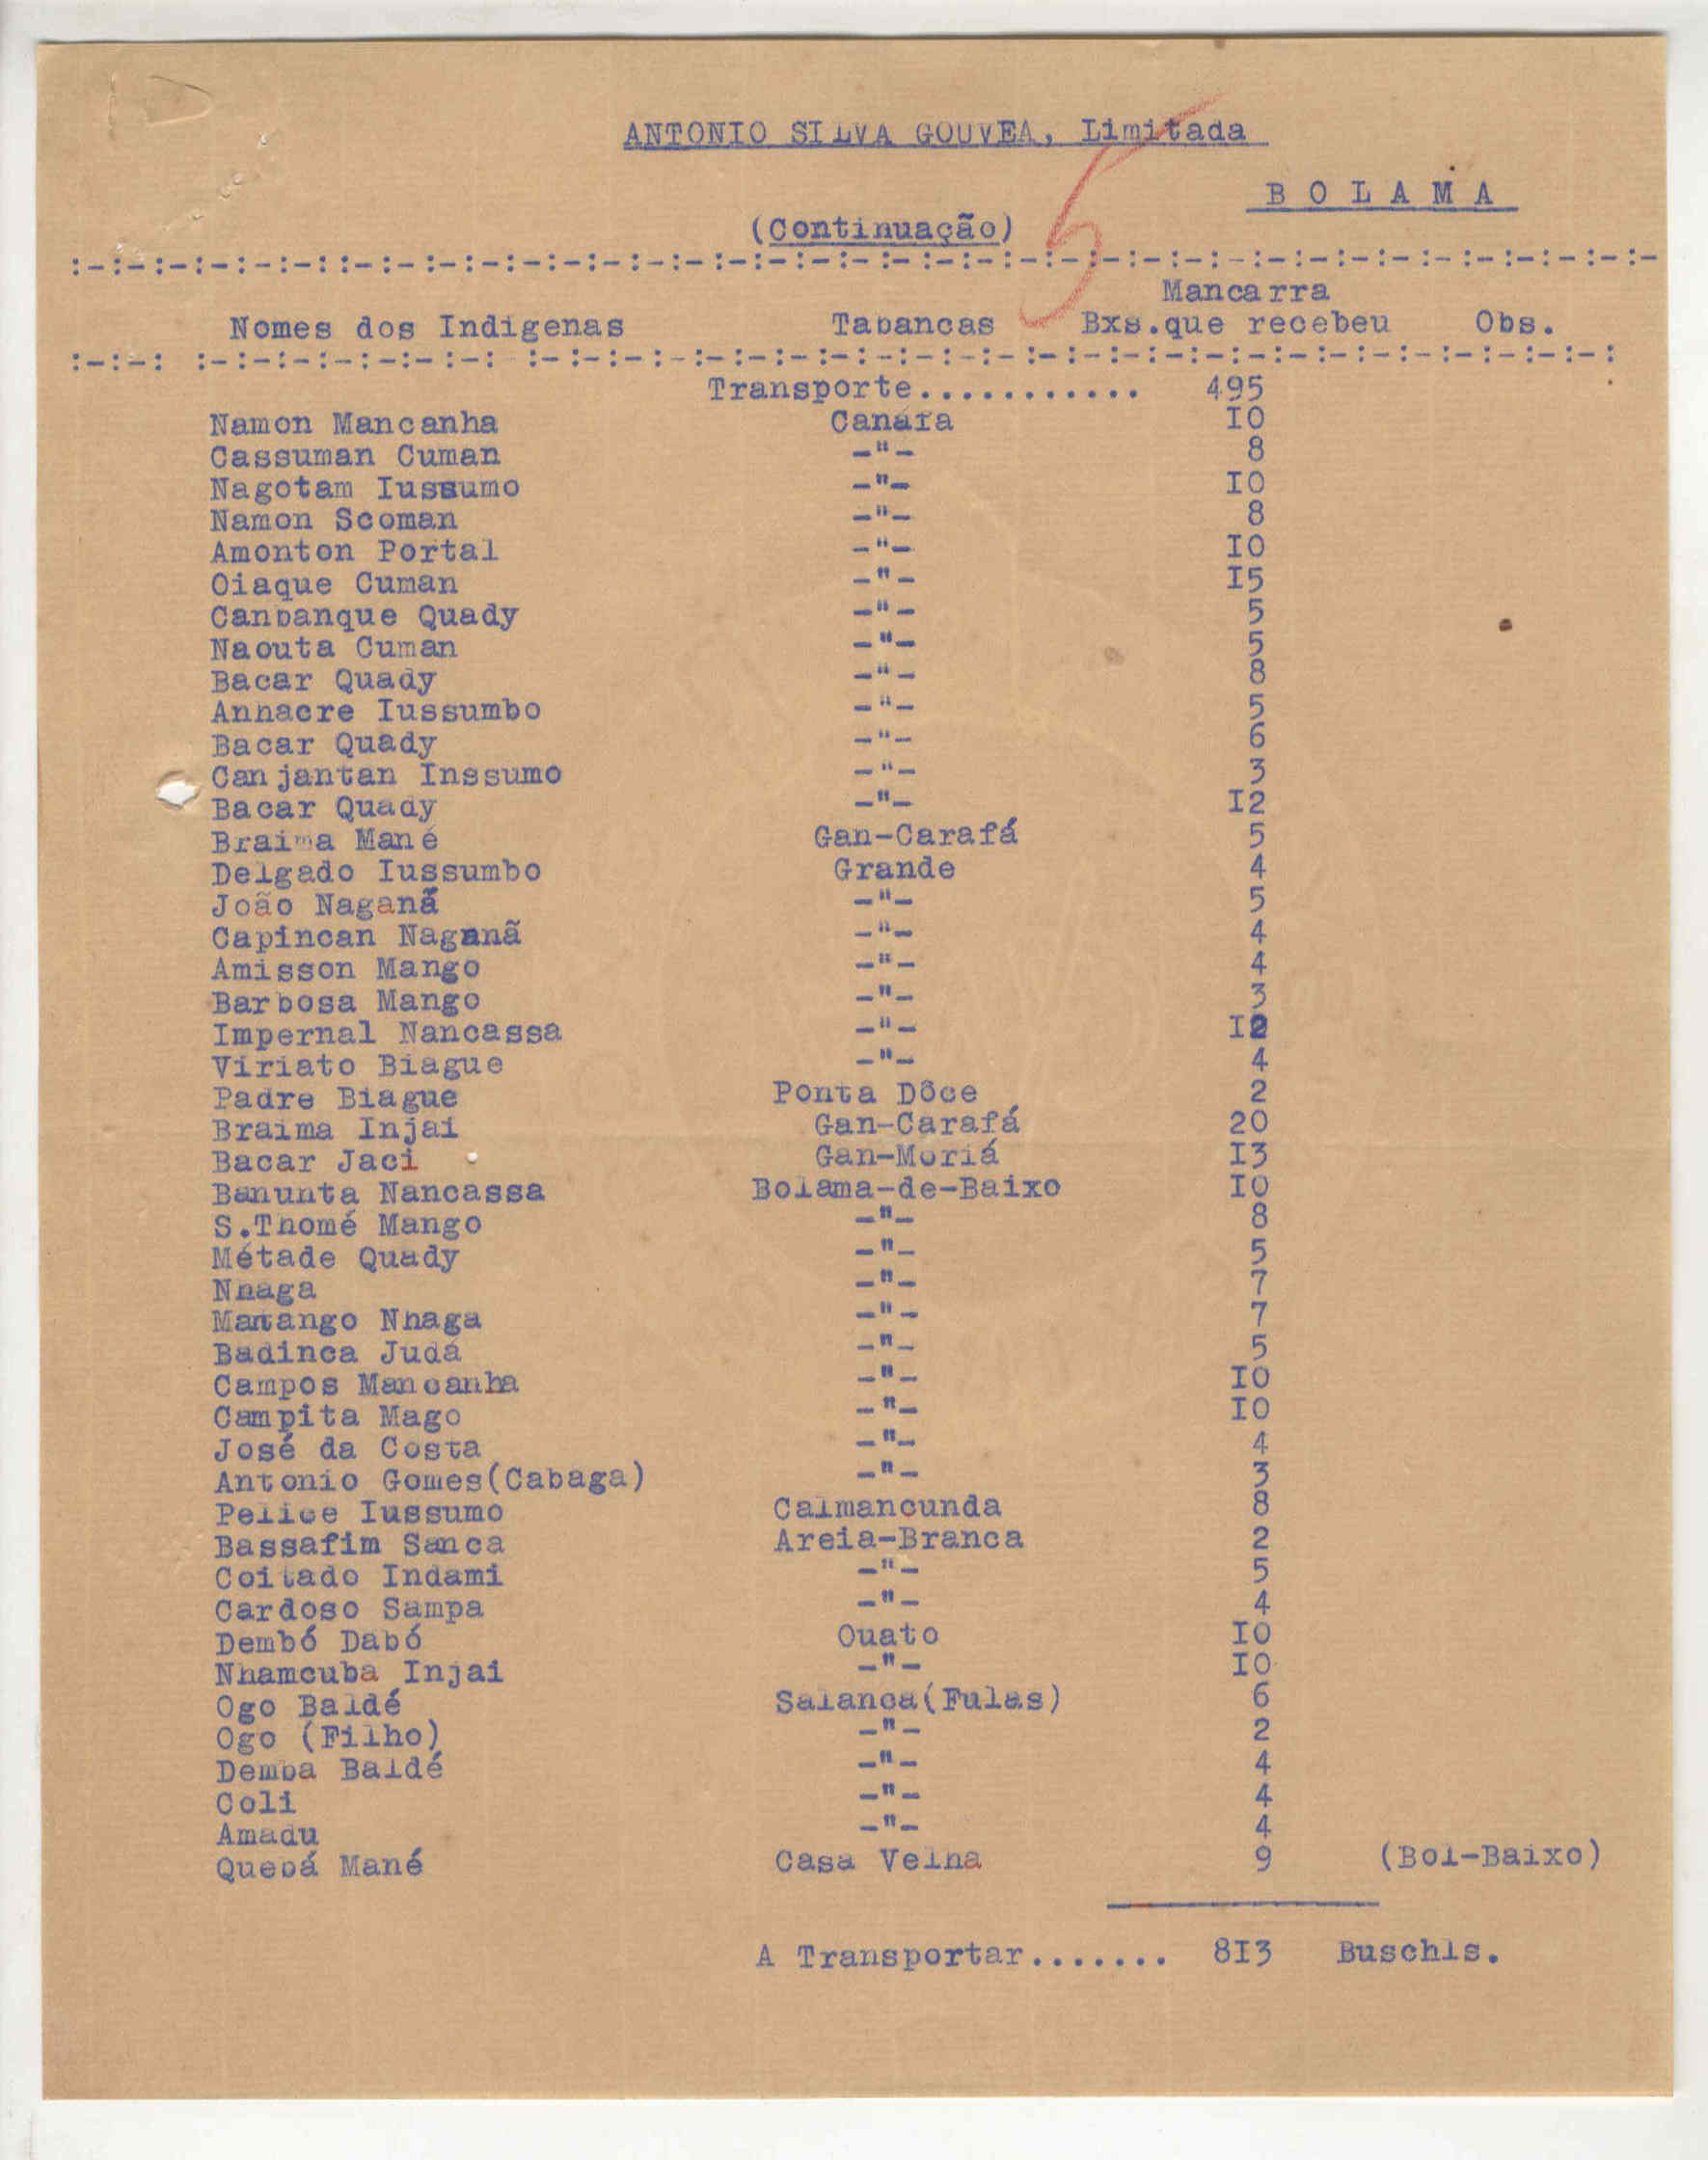 ANTONIO SILVA GOUVEA, Limitada
5
B O L A M A
(Continuação)
:-:-:-:-:-:-::-:-:-:-:-:-:-:-:-:-:-:-:-:-:-:-:-:-:-:-:-:-:-:-:-:-:-:-:-:-:-
Mancarra
Nomes dos Indigenas Tabancas Bxs.que recebeu Obs.
:-:-: :-:-:-:-:-:-:-: :-:-:-:-:-:-:-:-:-:-:-:-:-:-:-:-:-:-:-:-:-:-:-:-:-:-:
Transporte........... 495
Namon Mancanha Canáfa IO
Cassuman Cuman -"- 8
Nagotam Iussumo -"- IO
Namon Scoman -"- 8
Amonton Portal -"- IO
Oiaque Cuman -"- I5
Canbanque Quady -"- 5
Naouta Cuman -"- 5
Bacar Quady -"- 8
Annacre Iussumbo -"- 5
Bacar Quady -"- 6
Canjantan Inssumo -"- 3
Bacar Quady -"- I2
Braima Mané Gan-Carafá 5
Delgado Iussumbo Grande 4
João Naganã -"- 5
Capincan Naganã -"- 4
Amisson Mango -"- 4
Barbosa Mango -"- 3
Impernal Nancassa -"- I2
Viriato Biague -"- 4
Padre Biague Ponta Dôce 2
Braima Injai Gan-Carafá 20
Bacar Jaci Gan-Moriá I3
Banunta Nancassa Bolama-de-Baixo IO
S.Thomé Mango -"- 8
Métade Quady -"- 5
Nhaga -"- 7
Matango Nhaga -"- 7
Badinca Judá -"- 5
Campos Mancanha -"- IO
Campita Mago -"- IO
José da Costa -"- 4
Antonio Gomes(Cabaga) -"- 3
Pelice Iussumo Calmancunda 8
Bassafim Sanca Areia-Branca 2
Coitado Indami -"- 5
Cardoso Sampa -"- 4
Dembó Dabó Ouato IO
Nhamcuba Injai -"- IO
Ogo Baldé Salanca(Fulas) 6
Ogo (Filho) -"- 2
Demba Baldé -"- 4
Coli -"- 4
Amadu -"- 4
Quebá Mané Casa Velha 9 (Bol-Baixo)
A Transportar....... 8I3 Buschls.